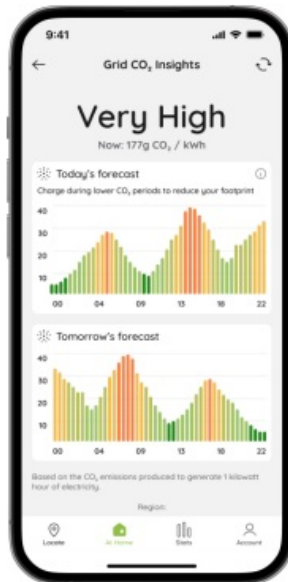 9:41
Grid CO₂ Insights
Very High
Now: 177g CO₂ / kWh
Today's forecast
Charge during lower CO₂ periods to reduce your footprint
40
30
20
10
00 04 09 13 18 22
Tomorrow's forecast
40
30
20
10
00 04 09 13 18 22
Based on the CO₂ emissions produced to generate 1 kilowatt
hour of electricity.
Region:
Locate At Home Stats Account